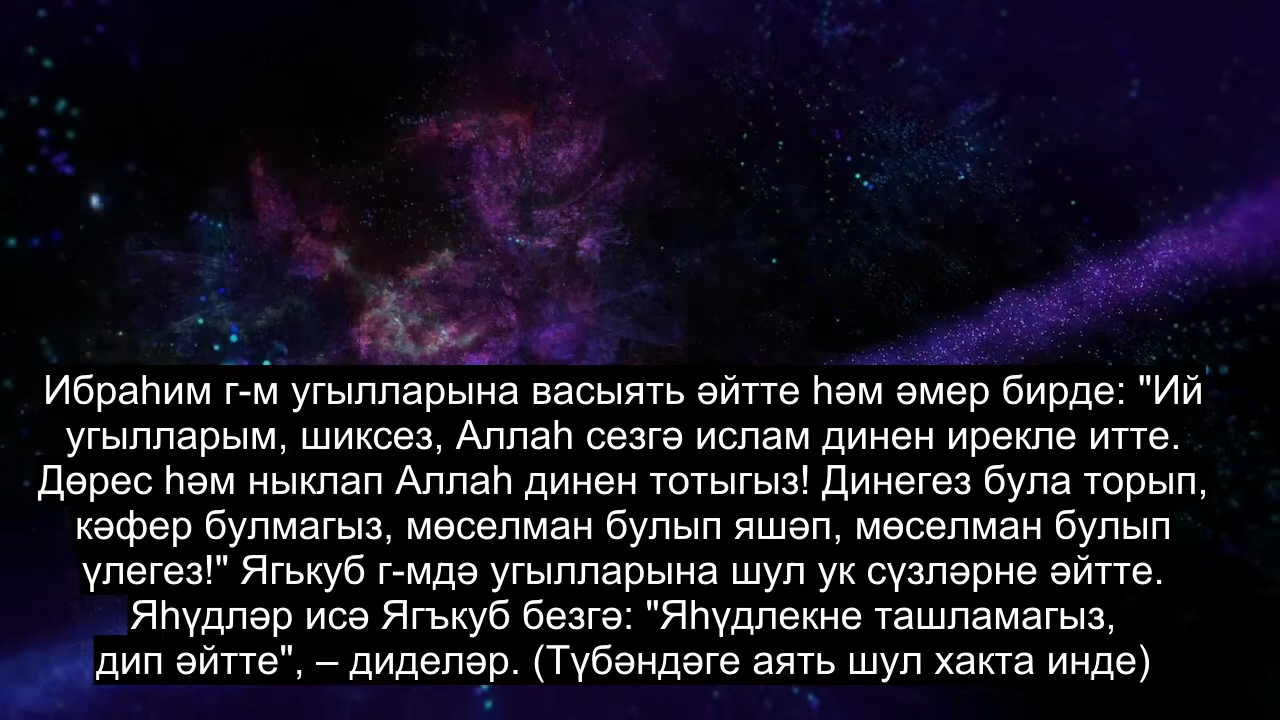 Ибраһим г-м угылларына васыять әйтте һәм әмер бирде: "Ий
угылларым, шиксез, Аллаһ сезгә ислам динен ирекле итте.
Дөрес һәм ныклап Аллаһ динен тотыгыз! Динегез була торып,
кәфер булмагыз, мөселман булып яшәп, мөселман булып
үлегез!" Ягькуб г-мдә угылларына шул ук сүзләрне әйтте.
Яһүдләр исә Ягъкуб безгә: "Яһүдлекне ташламагыз,
дип әйтте", – диделәр. (Түбәндәге аять шул хакта инде)